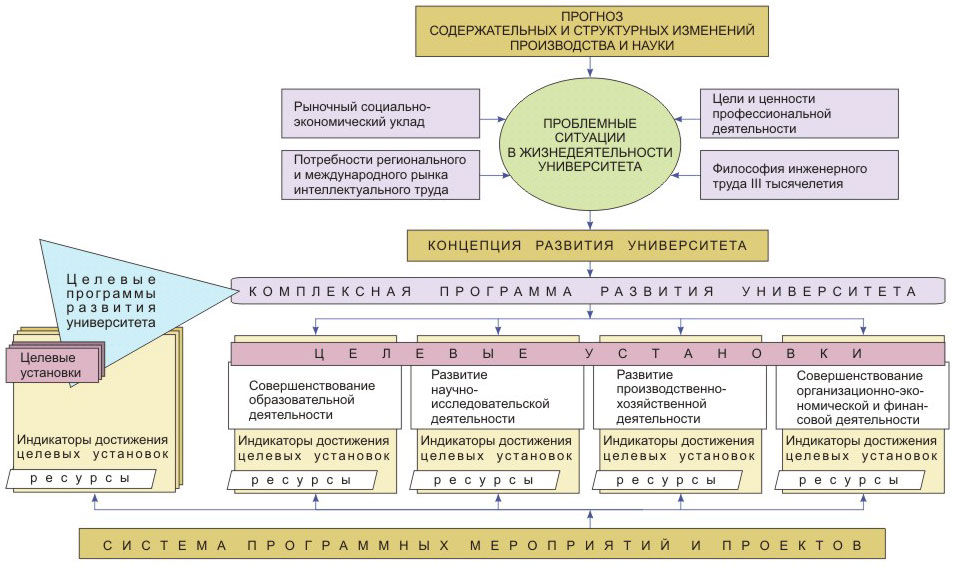 ПРОГНОЗ
СОДЕРЖАТЕЛЬНЫХ И СТРУКТУРНЫХ ИЗМЕНЕНИЙ
ПРОИЗВОДСТВА И НАУКИ
Рыночный социально-
экономический уклад
Потребности регионального
и международного рынка
интеллектуального труда
ПРОБЛЕМНЫЕ
СИТУАЦИИ
В ЖИЗНЕДЕЯТЕЛЬНОСТИ
УНИВЕРСИТЕТА
Цели и ценности
профессиональной
деятельности
Философия инженерного
труда III тысячелетия
КОНЦЕПЦИЯ РАЗВИТИЯ УНИВЕРСИТЕТА
Целевые
программы
развития
университета
КОМПЛЕКСНАЯ ПРОГРАММА РАЗВИТИЯ УНИВЕРСИТЕТА
Целевые
установки
Индикаторы достижения
целевых установок
ресурсы
ЦЕЛЕВЫЕ УСТАНОВКИ
Совершенствование
образовательной
деятельности
Индикаторы достижения
целевых установок
ресурсы
Развитие
научно-
исследовательской
деятельности
Индикаторы достижения
целевых установок
ресурсы
Развитие
производственно-
хозяйственной
деятельности
Индикаторы достижения
целевых установок
ресурсы
Совершенствование
организационно-эко-
номической и финан-
совой деятельности
Индикаторы достижения
целевых установок
ресурсы
СИСТЕМА ПРОГРАММНЫХ МЕРОПРИЯТИЙ И ПРОЕКТОВ